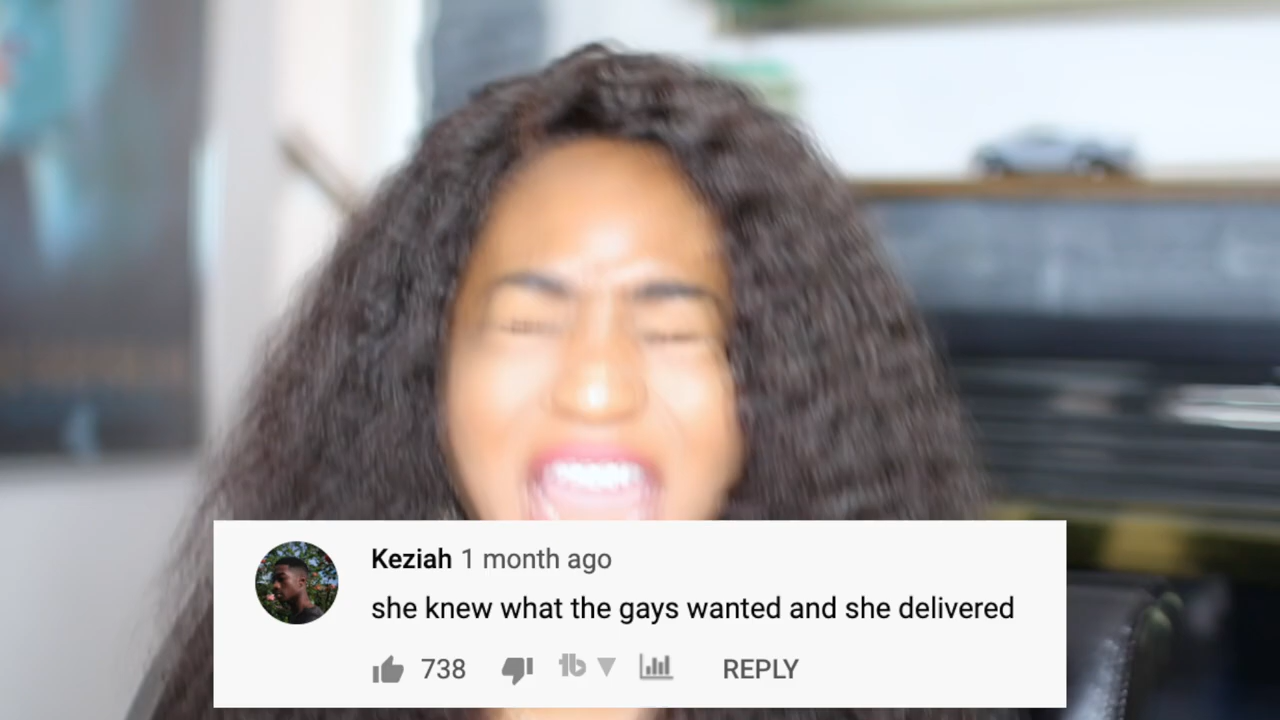 Keziah 1 month ago
she knew what the gays wanted and she delivered
738 REPLY